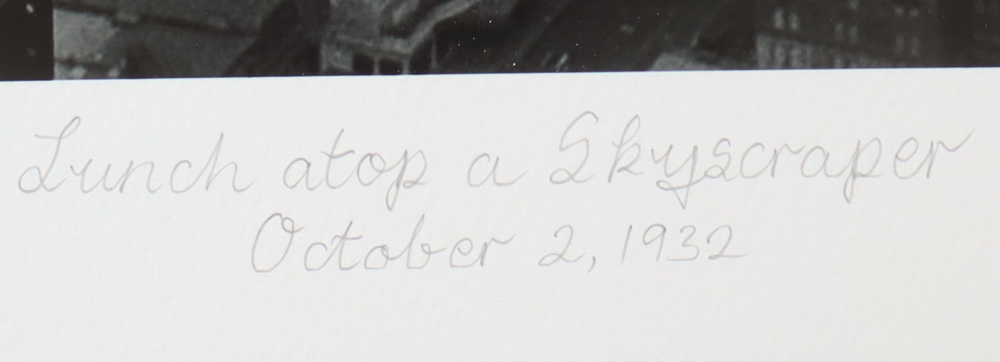 Lunch atop a Skyscraper
October 2, 1932